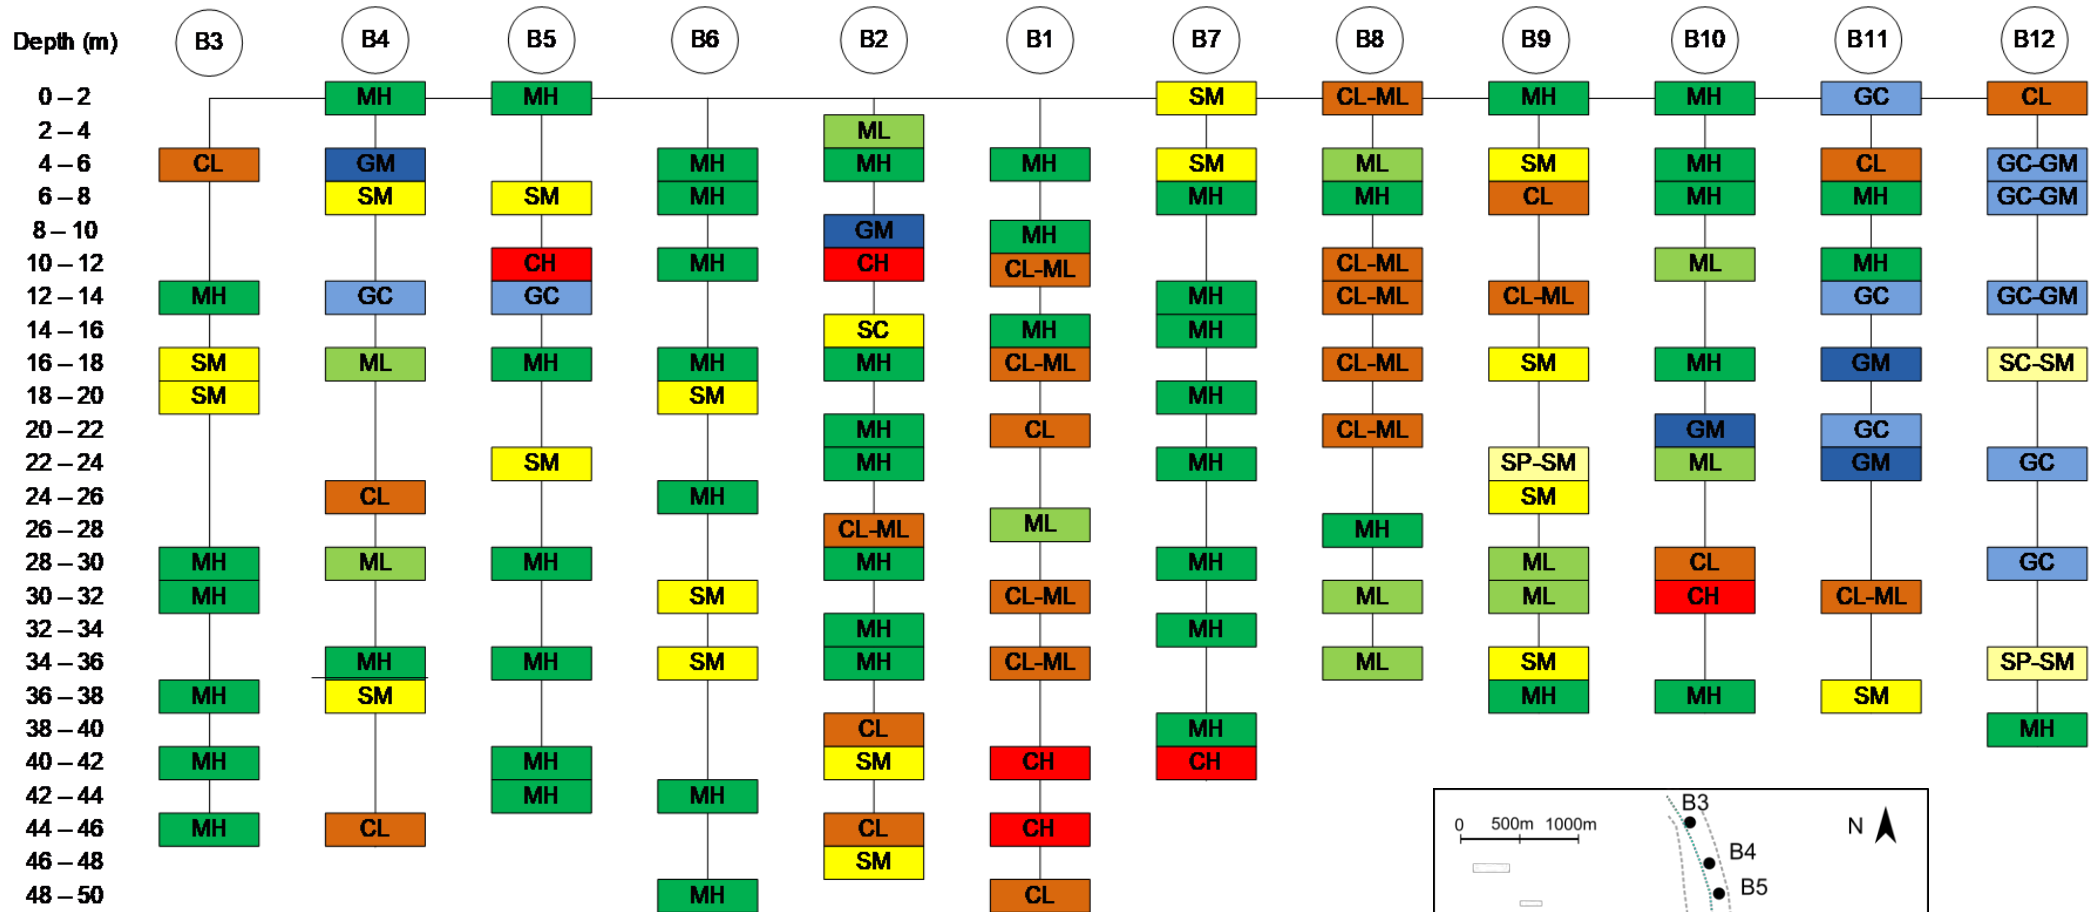 Depth (m) B3 B4 B5 B6 B2 B1 B7 B8 B9 B10 B11 B12
0 – 2 MH MH SM CL-ML MH MH GC CL
2 – 4 ML
4 – 6 CL GM MH MH MH SM ML SM MH CL GC-GM
6 – 8 SM SM MH MH MH CL MH MH GC-GM
8 – 10 GM MH
10 – 12 CH MH CH CL-ML CL-ML ML MH
12 – 14 MH GC GC MH CL-ML CL-ML GC GC-GM
14 – 16 SC MH MH
16 – 18 SM ML MH MH MH CL-ML CL-ML SM MH GM SC-SM
18 – 20 SM SM MH
20 – 22 MH CL CL-ML GM GC
22 – 24 SM MH MH SP-SM ML GM GC
24 – 26 CL MH SM
26 – 28 CL-ML ML MH
28 – 30 MH ML MH MH MH ML CL GC
30 – 32 MH SM CL-ML ML ML CH CL-ML
32 – 34 MH MH
34 – 36 MH MH SM MH CL-ML ML SM SP-SM
36 – 38 MH SM MH MH SM
38 – 40 CL MH MH
40 – 42 MH MH SM CH CH
42 – 44 MH MH
44 – 46 MH CL CL CH
46 – 48 SM
48 – 50 MH CL
B3
0 500m 1000m N
B4
B5